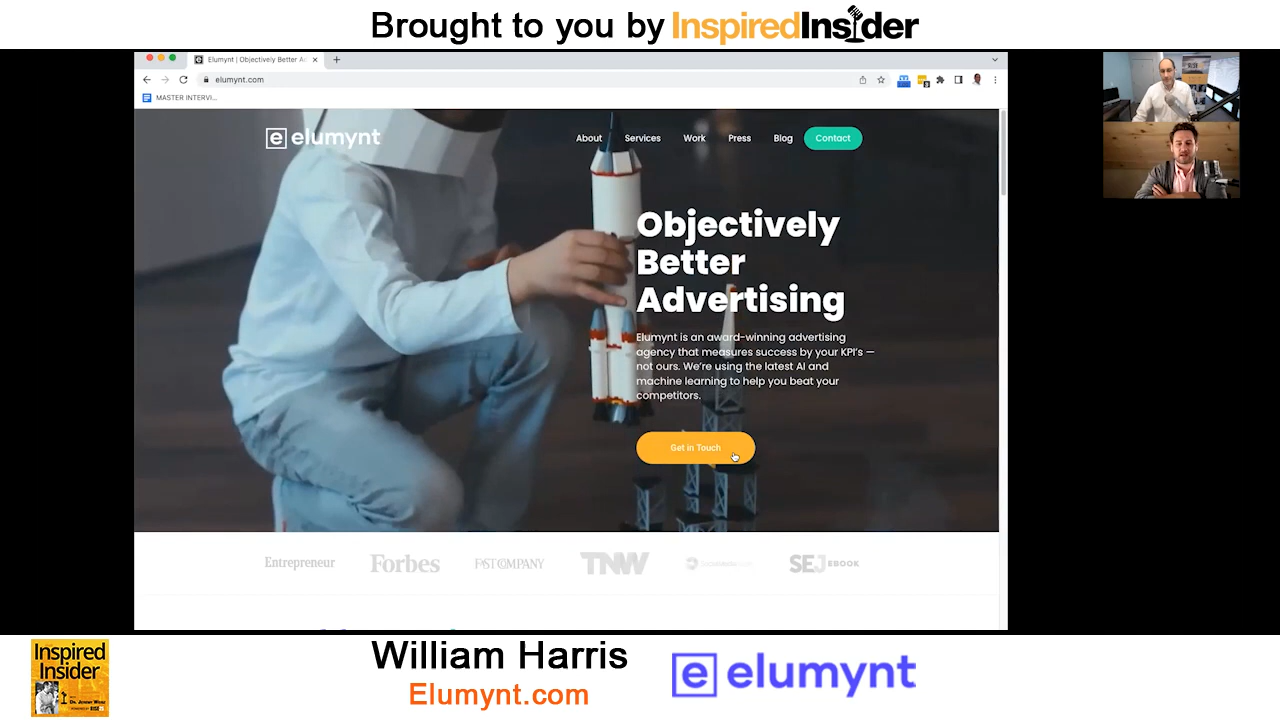 Brought to you by InspiredInsider
Elumynt | Objectively Better A
elumynt.com
MASTER INTERVI...
e elumynt
About
Services
Work
Press
Blog
Contact
Objectively
Better
Advertising
Elumynt is an award-winning advertising
agency that measures success by your KPI's —
not ours. We're using the latest AI and
machine learning to help you beat your
competitors.
Get in Touch
Entrepreneur
Forbes
FAST COMPANY
TNW
SEJ EBOOK
Inspired
Insider
William Harris
Elumynt.com
e elumynt